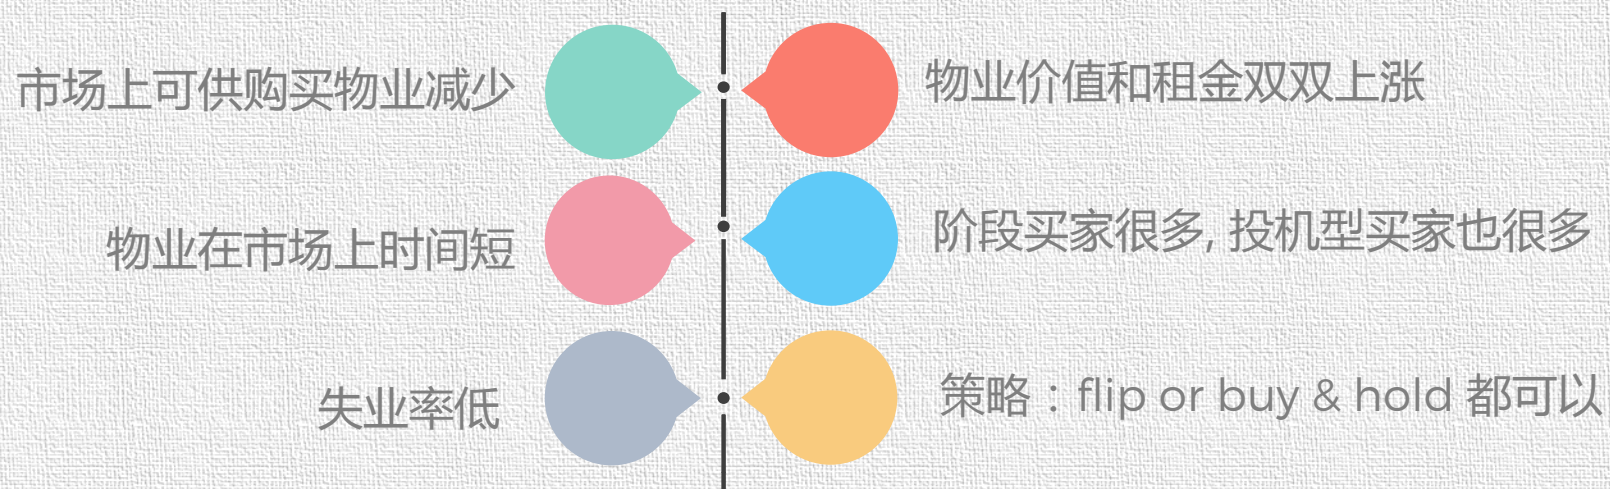 市场上可供购买物业减少
物业价值和租金双双上涨
物业在市场上时间短
阶段买家很多, 投机型买家也很多
失业率低
策略：flip or buy & hold 都可以